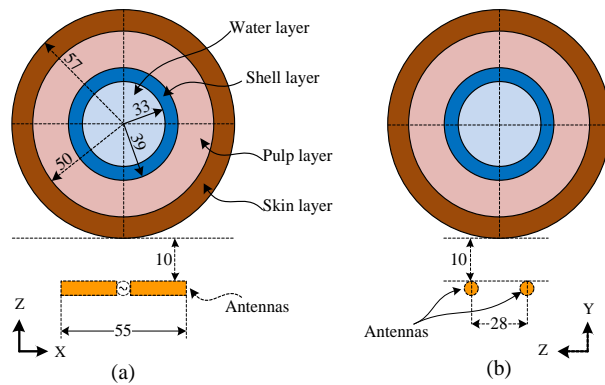 Water layer
Shell layer
57
33
39
50
Pulp layer
Skin layer
10
~
Antennas
55
Z
X
(a)
10
Antennas
28
Y
Z
(b)